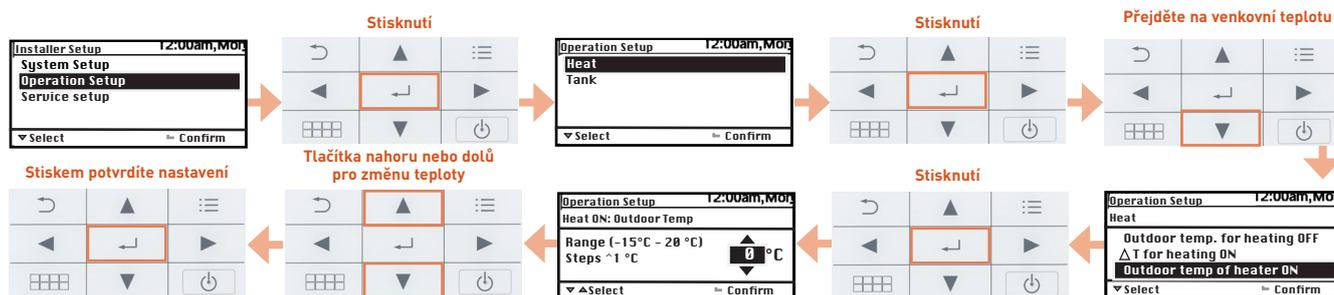 Stisknutí
Stisknutí
Přejděte na venkovní teplotu
Installer Setup 12:00am,Mon
System Setup
Operation Setup
Service setup
▼Select Confirm
Operation Setup 12:00am,Mon
Heat
Tank
▼Select Confirm
Stiskem potvrdíte nastavení
Tlačítka nahoru nebo dolů
pro změnu teploty
Stisknutí
Operation Setup 12:00am,Mon
Heat ON: Outdoor Temp
Range (-15°C - 20 °C)
Steps ^1 °C
0 °C
▼ ▲Select Confirm
Operation Setup 12:00am,Mo
Heat
Outdoor temp. for heating OFF
△T for heating ON
Outdoor temp of heater ON
▼Select Confirm